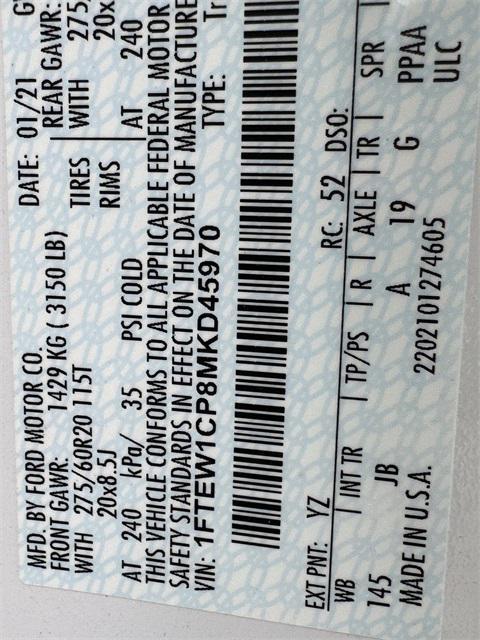 MFD. BY FORD MOTOR CO.
DATE: 01/21
FRONT GAWR: 1429 KG ( 3150 LB)
REAR GAWR:
WITH 275/60R20 115T TIRES WITH 275
20x8.5J RIMS 20x
AT 240 kPa/ 35 PSI COLD AT 240
THIS VEHICLE CONFORMS TO ALL APPLICABLE FEDERAL MOTOR
SAFETY STANDARDS IN EFFECT ON THE DATE OF MANUFACTURE
VIN: 1FTEW1CP8MKD45970 TYPE:
EXT PNT: YZ RC: 52 DSO:
WB INT TR TP/PS R AXLE TR SPR
145 JB A 19 G PPAA
MADE IN U.S.A. 2202101274605 ULC